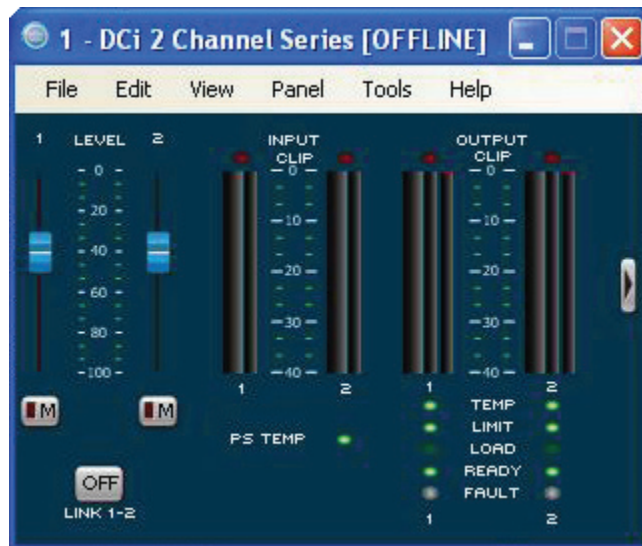 1 - DCi 2 Channel Series [OFFLINE]
File Edit View Panel Tools Help
1 LEVEL 2
INPUT CLIP
OUTPUT CLIP
- 0 -
- 20 -
- 40 -
- 60 -
- 80 -
-100 -
-0-
-10-
-20-
-30-
-40-
-0-
-10-
-20-
-30-
-40-
1 2
1 2
M M
PS TEMP
TEMP
LIMIT
LOAD
READY
FAULT
1 2
OFF
LINK 1-2